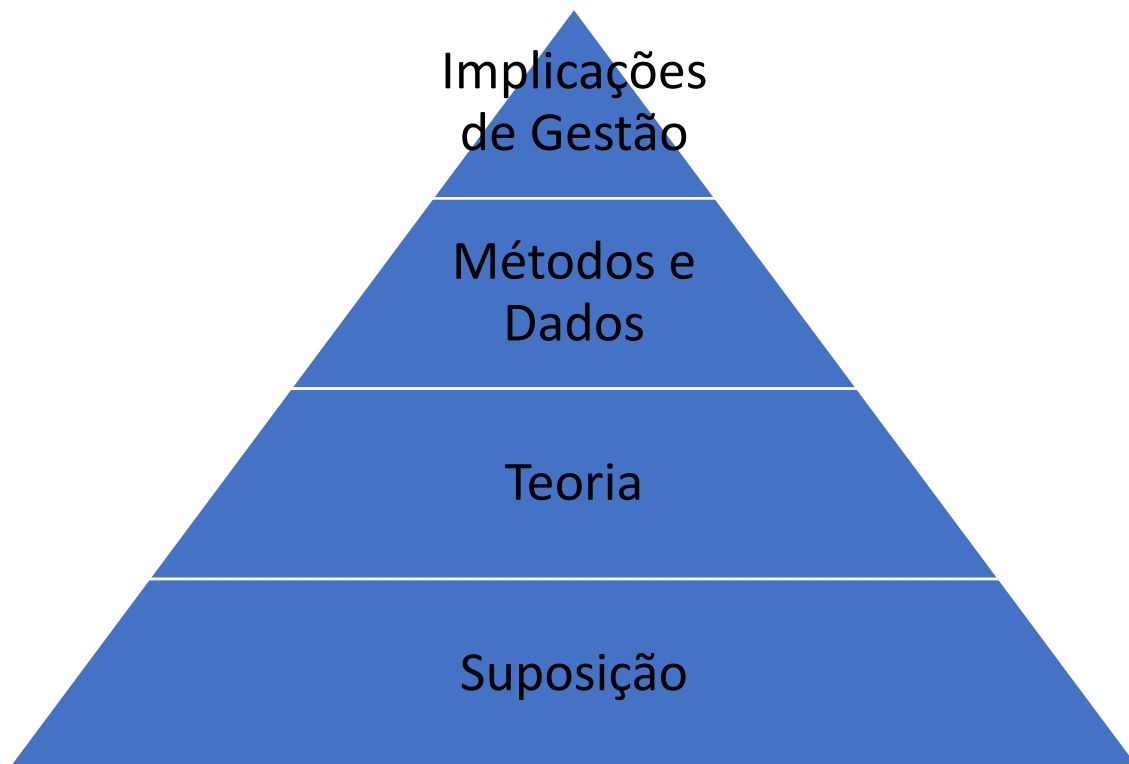 Implicações
de Gestão
Métodos e
Dados
Teoria
Suposição